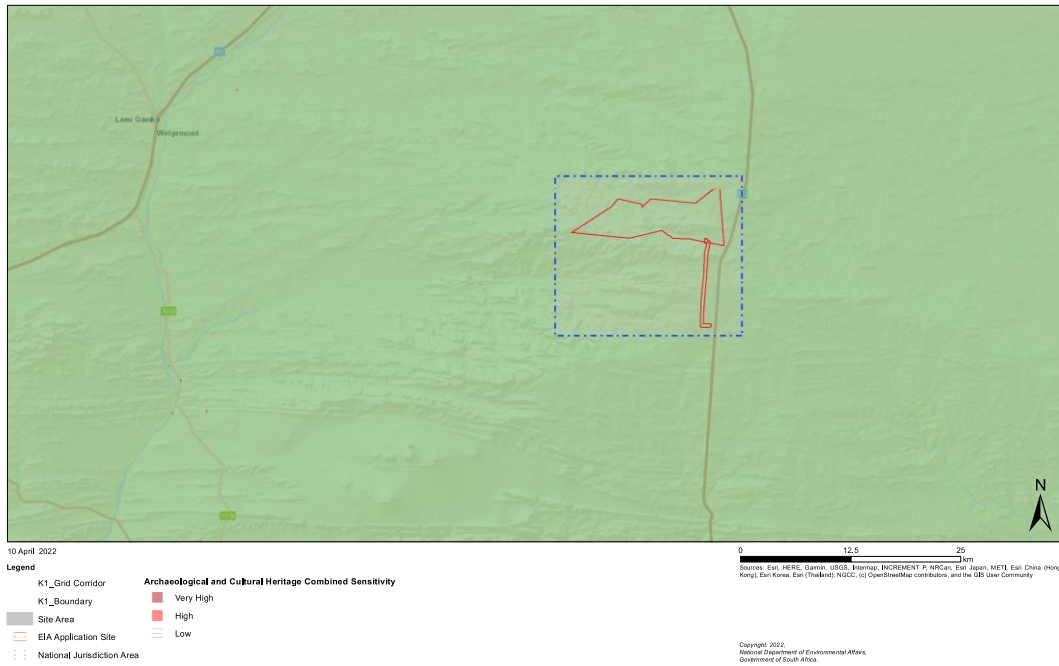 N1
Leeu Gamka
Welgemoed
N
10 April 2022
0 12.5 25
km
Legend
Sources: Esri, HERE, Garmin, USGS, Intermap, INCREMENT P, NRCan, Esri Japan, METI, Esri China (Hong
Kong), Esri Korea, Esri (Thailand), NGCC, (c) OpenStreetMap contributors, and the GIS User Community
K1_Grid Corridor
Archaeological and Cultural Heritage Combined Sensitivity
K1_Boundary
Very High
Site Area
High
EIA Application Site
Low
National Jurisdiction Area
Copyright: 2022,
National Department of Environmental Affairs,
Government of South Africa.